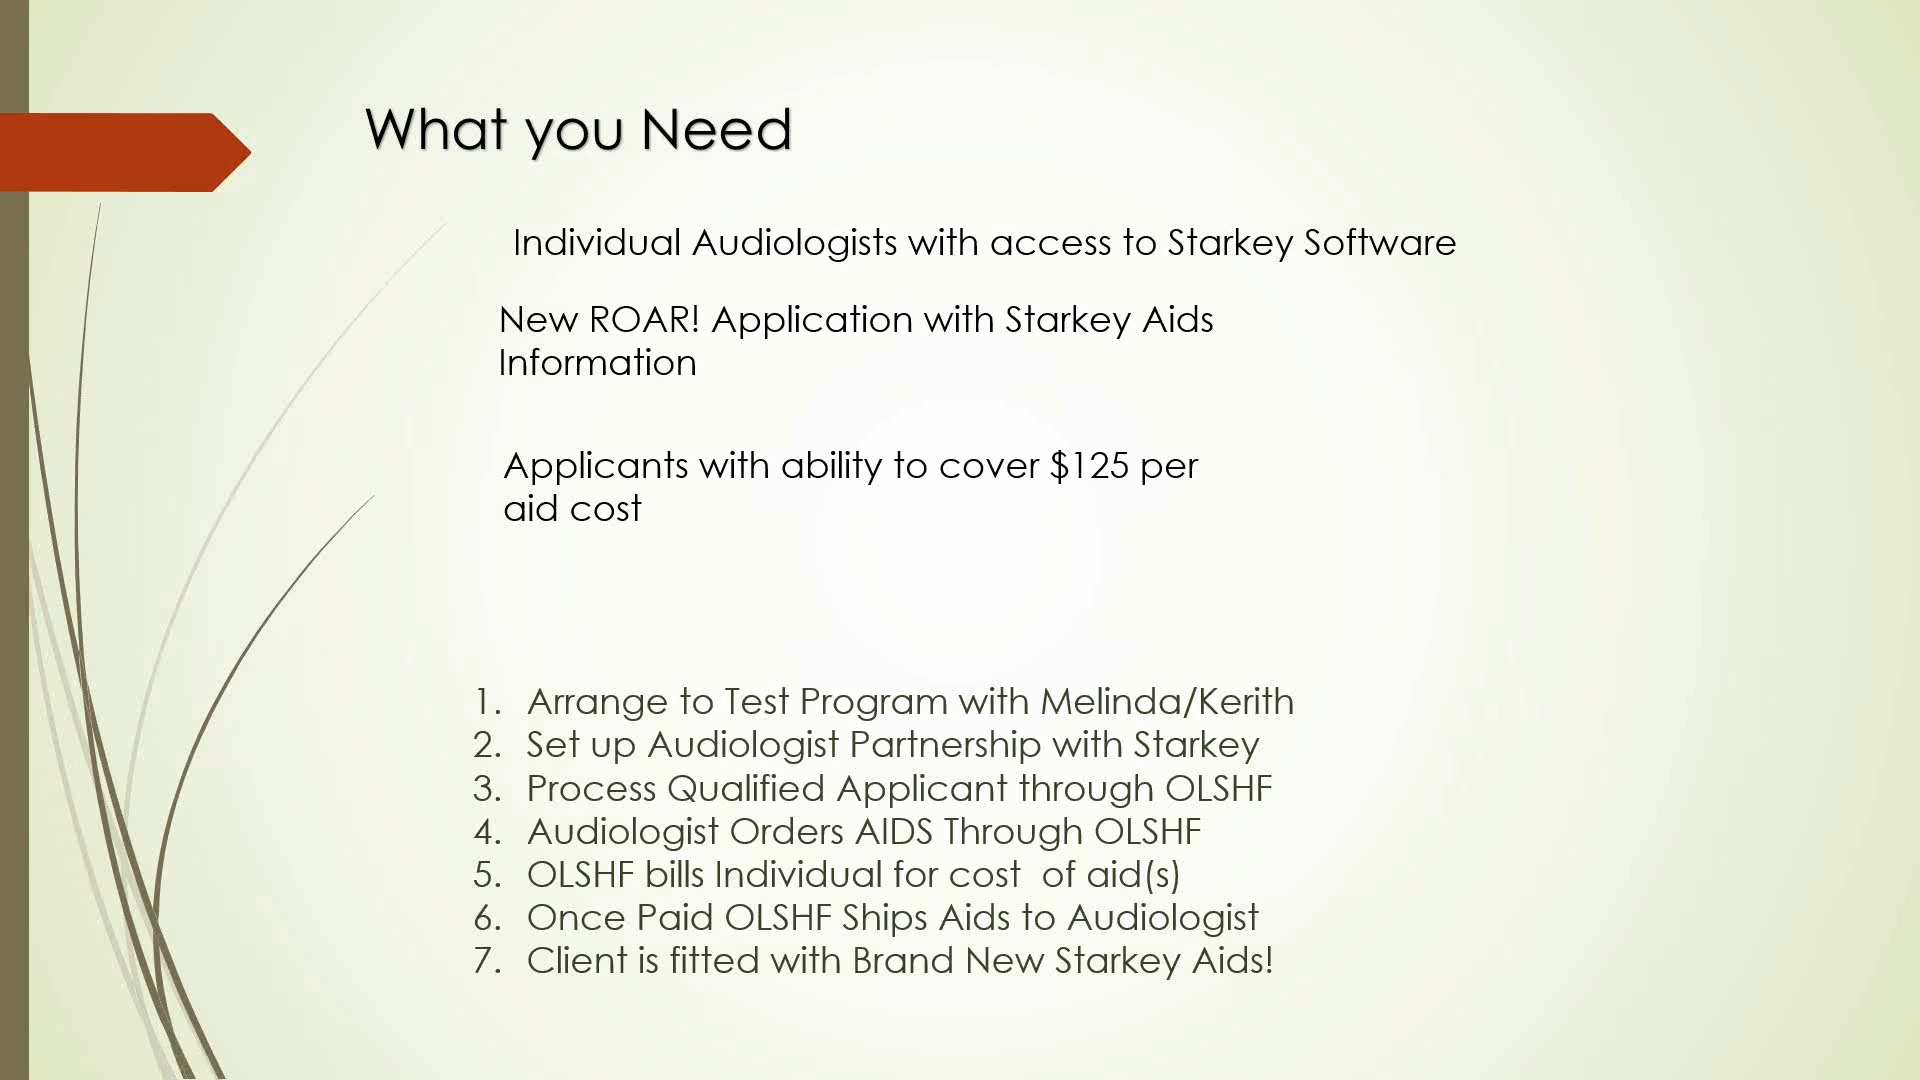 What you Need
Individual Audiologists with access to Starkey Software
New ROAR! Application with Starkey Aids
Information
Applicants with ability to cover $125 per
aid cost
1. Arrange to Test Program with Melinda/Kerith
2. Set up Audiologist Partnership with Starkey
3. Process Qualified Applicant through OLSHF
4. Audiologist Orders AIDS Through OLSHF
5. OLSHF bills Individual for cost  of aid(s)
6. Once Paid OLSHF Ships Aids to Audiologist
7. Client is fitted with Brand New Starkey Aids!